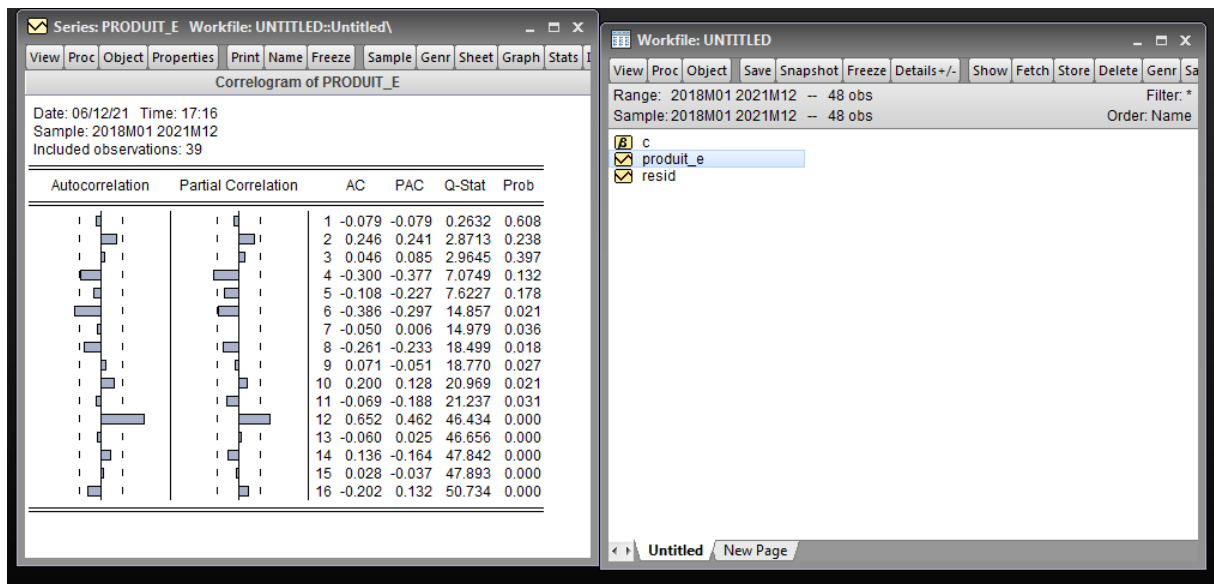 Series: PRODUIT_E Workfile: UNTITLED::Untitled\
View Proc Object Properties Print Name Freeze Sample Genr Sheet Graph Stats
Correlogram of PRODUIT_E
Date: 06/12/21 Time: 17:16
Sample: 2018M01 2021M12
Included observations: 39
Autocorrelation Partial Correlation AC PAC Q-Stat Prob
1 -0.079 -0.079 0.2632 0.608
2 0.246 0.241 2.8713 0.238
3 0.046 0.085 2.9645 0.397
4 -0.300 -0.377 7.0749 0.132
5 -0.108 -0.227 7.6227 0.178
6 -0.386 -0.297 14.857 0.021
7 -0.050 0.006 14.979 0.036
8 -0.261 -0.233 18.499 0.018
9 0.071 -0.051 18.770 0.027
10 0.200 0.128 20.969 0.021
11 -0.069 -0.188 21.237 0.031
12 0.652 0.462 46.434 0.000
13 -0.060 0.025 46.656 0.000
14 0.136 -0.164 47.842 0.000
15 0.028 -0.037 47.893 0.000
16 -0.202 0.132 50.734 0.000
Workfile: UNTITLED
View Proc Object Save Snapshot Freeze Details+/- Show Fetch Store Delete Genr Sa
Range: 2018M01 2021M12 -- 48 obs Filter: *
Sample: 2018M01 2021M12 -- 48 obs Order: Name
β c
produit_e
resid
Untitled New Page